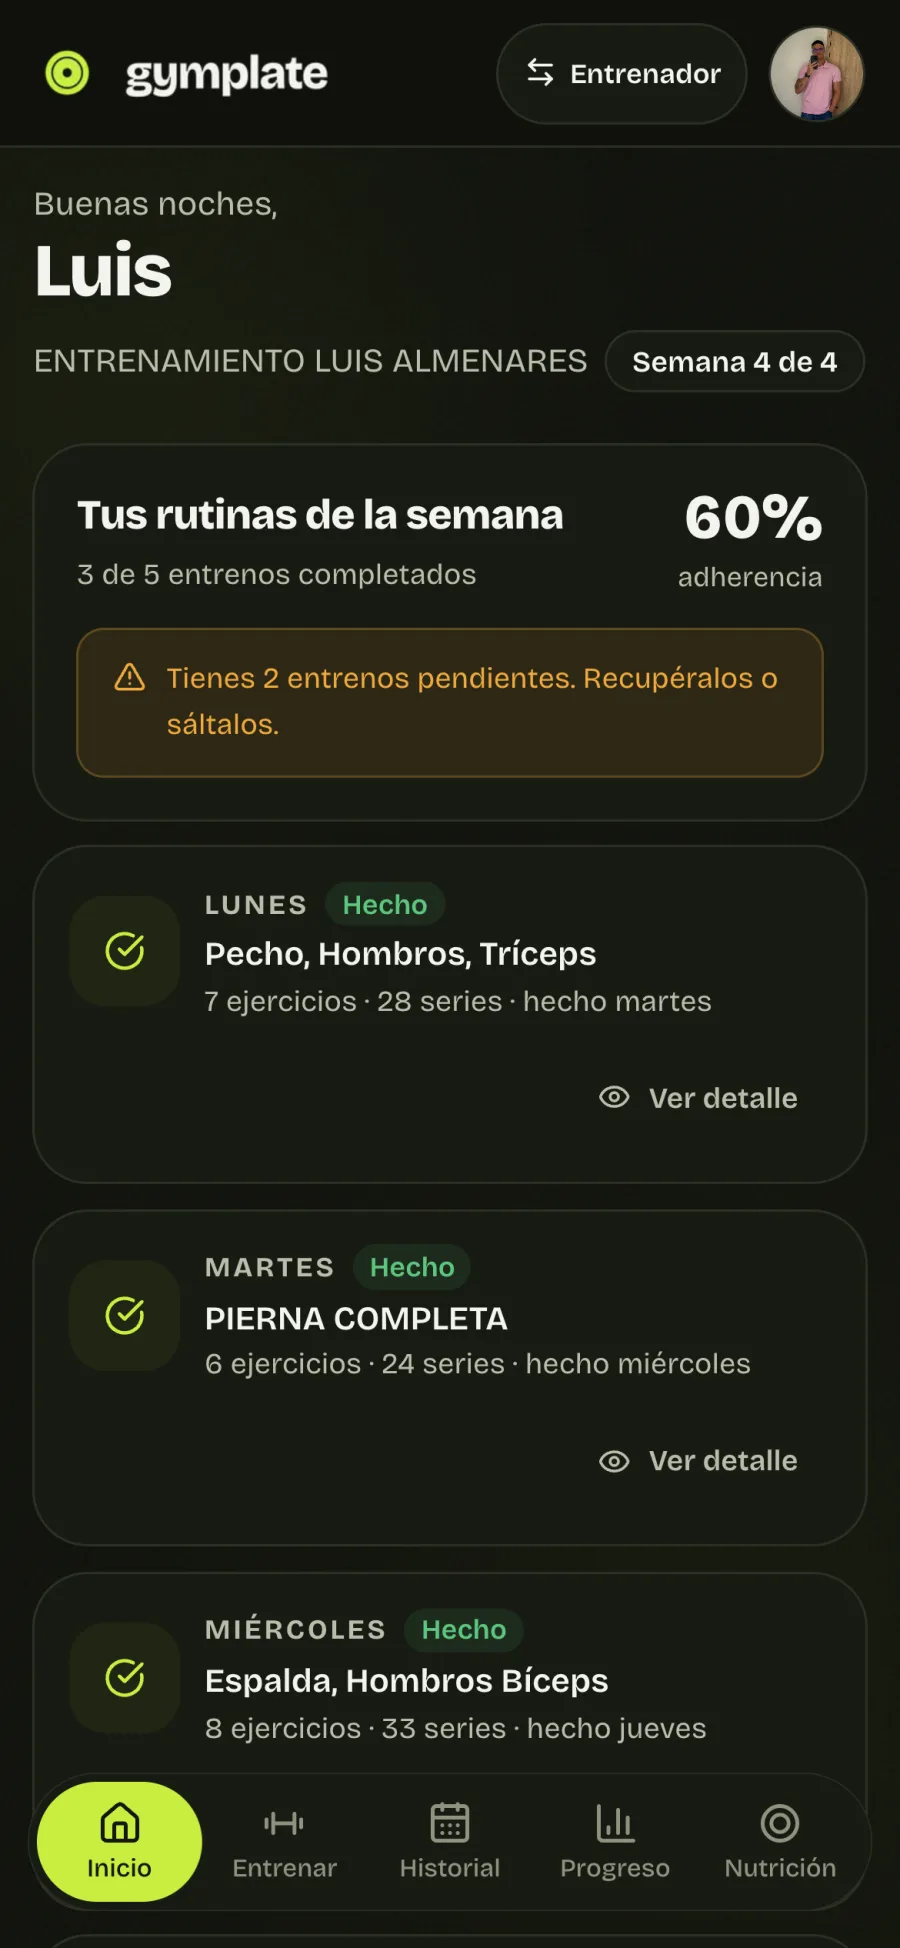 gymplate
Entrenador
Buenas noches,
Luis
ENTRENAMIENTO LUIS ALMENARES
Semana 4 de 4
Tus rutinas de la semana
60%
3 de 5 entrenos completados
adherencia
Tienes 2 entrenos pendientes. Recupéralos o
sáltalos.
LUNES Hecho
Pecho, Hombros, Tríceps
7 ejercicios · 28 series · hecho martes
Ver detalle
MARTES Hecho
PIERNA COMPLETA
6 ejercicios · 24 series · hecho miércoles
Ver detalle
MIÉRCOLES Hecho
Espalda, Hombros Bíceps
8 ejercicios · 33 series · hecho jueves
Inicio
Entrenar
Historial
Progreso
Nutrición